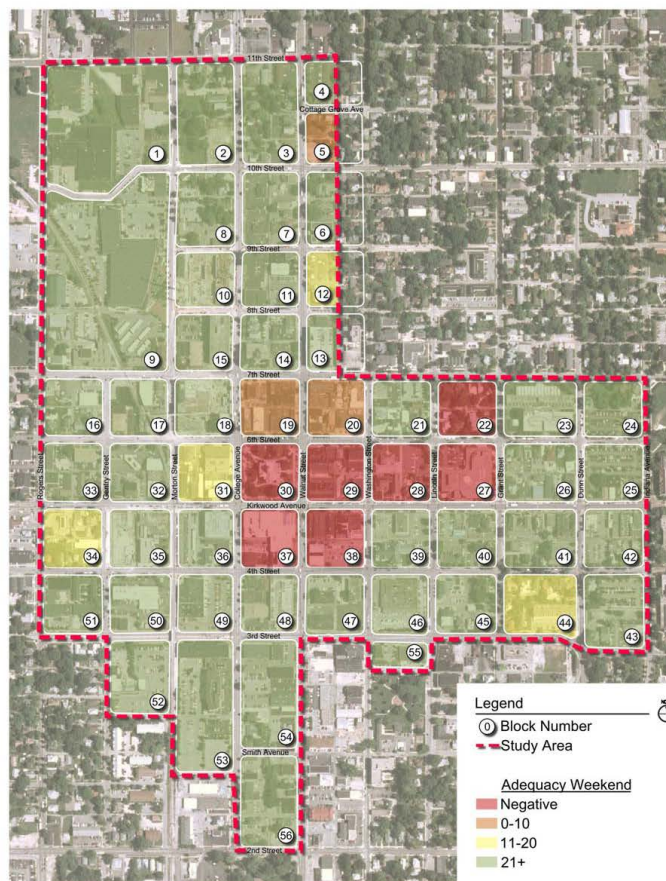 11th Street
4
Cottage Grove Ave
5
1
2
3
10th Street
8
7
6
9th Street
10
11
12
8th Street
9
15
14
13
7th Street
16
17
18
19
20
21
22
23
24
6th Street
Rogers Street
Gentry Street
Morton Street
College Avenue
Walnut Street
Washington Street
Lincoln Street
Grant Street
Dunn Street
Indiana Avenue
33
32
31
30
29
28
27
26
25
Kirkwood Avenue
34
35
36
37
38
39
40
41
42
4th Street
51
50
49
48
47
46
45
44
43
3rd Street
55
52
53
54
Smith Avenue
56
2nd Street
Legend
0 Block Number
Study Area
Adequacy Weekend
Negative
0-10
11-20
21+